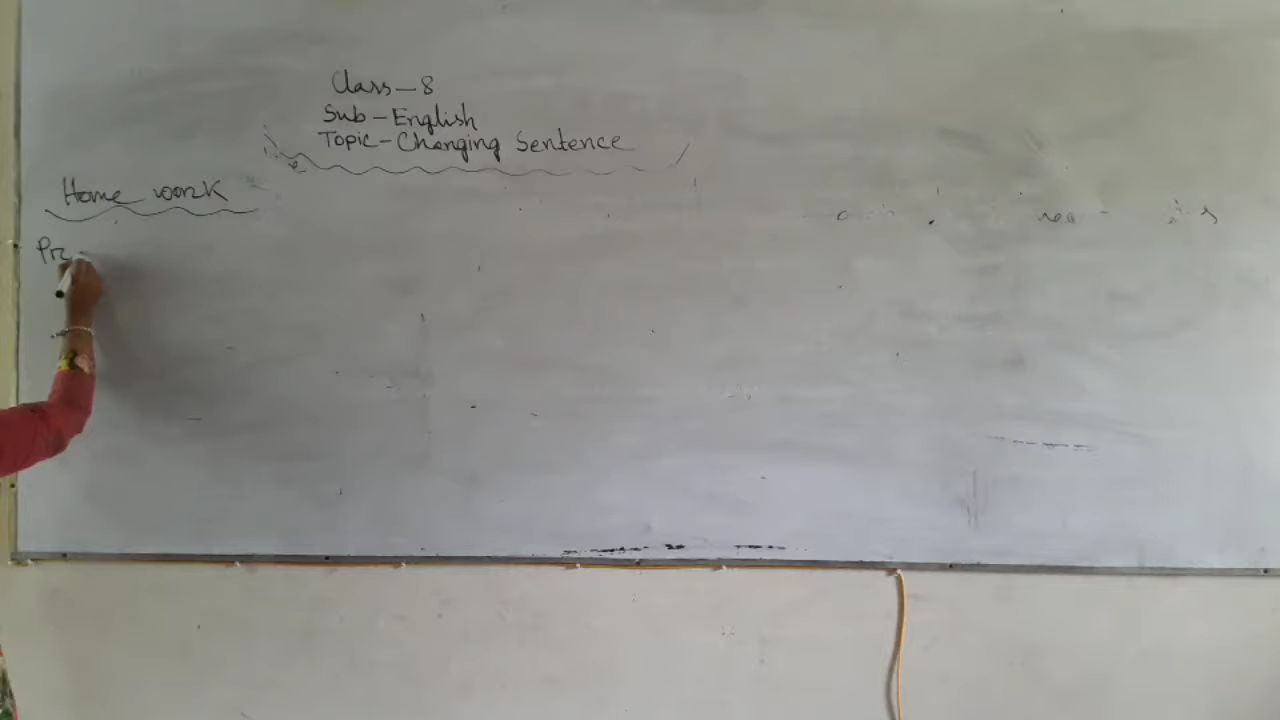 Class-8
Sub-English
Topic-Changing Sentence
Home work
Pr